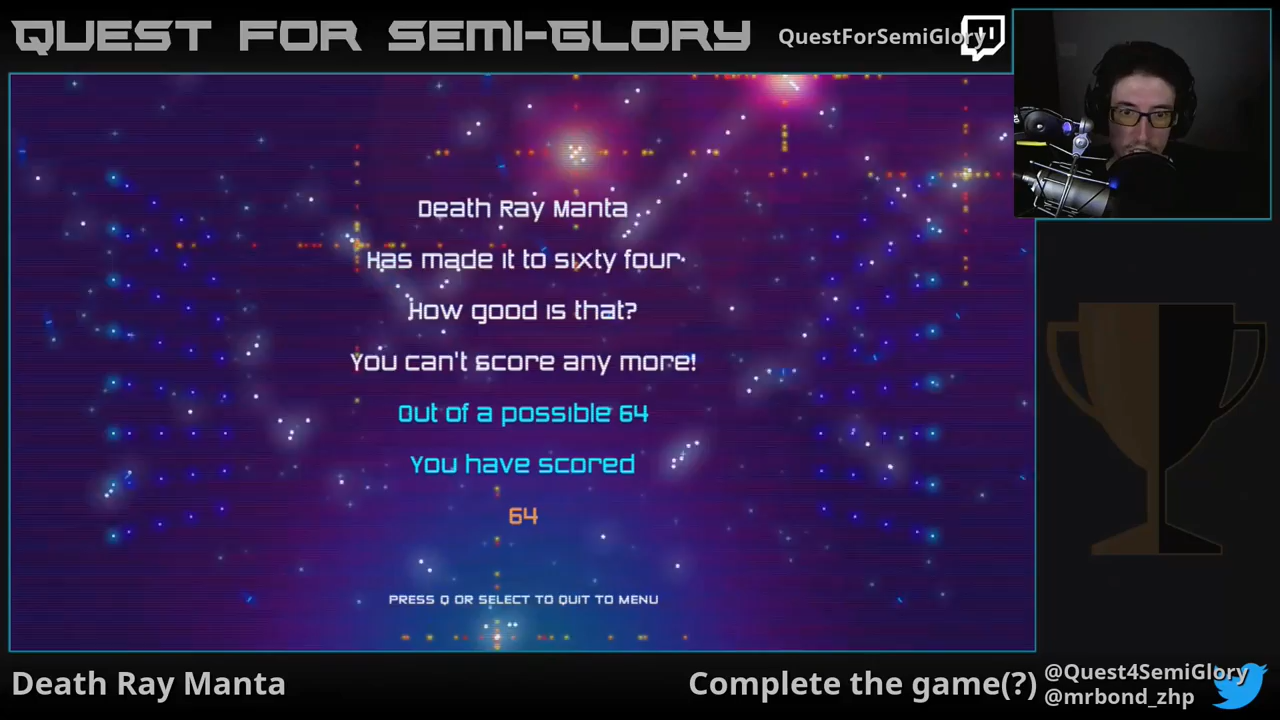 QUEST FOR SEMI-GLORY
QuestForSemiGlory
Death Ray Manta
Has made it to sixty four
How good is that?
You can't score any more!
Out of a possible 64
You have scored
64
PRESS Q OR SELECT TO QUIT TO MENU
Death Ray Manta
Complete the game(?)
@Quest4SemiGlory
@mrbond_zhp